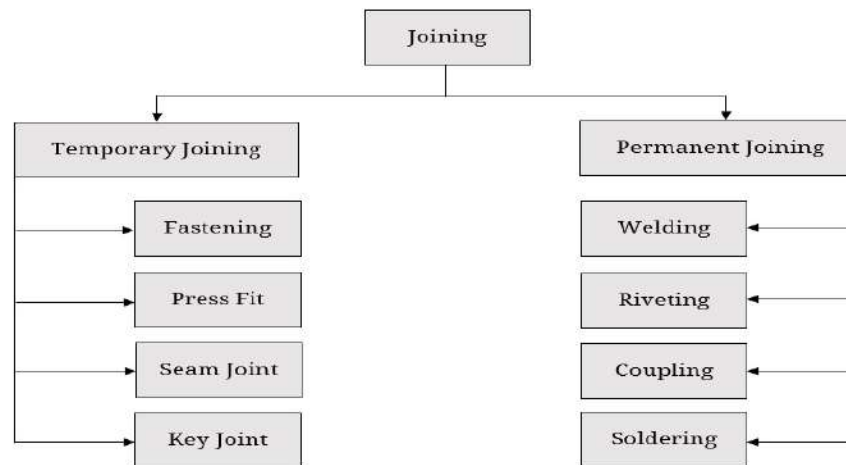 Joining
Temporary Joining
Permanent Joining
Fastening
Welding
Press Fit
Riveting
Seam Joint
Coupling
Key Joint
Soldering